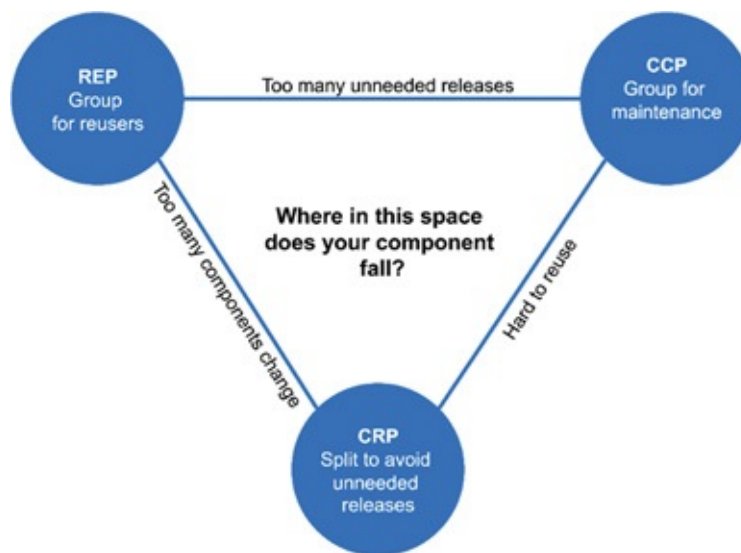 REP
Group
for reusers
Too many unneeded releases
CCP
Group for
maintenance
Too many components change
Where in this space
does your component
fall?
Hard to reuse
CRP
Split to avoid
unneeded
releases